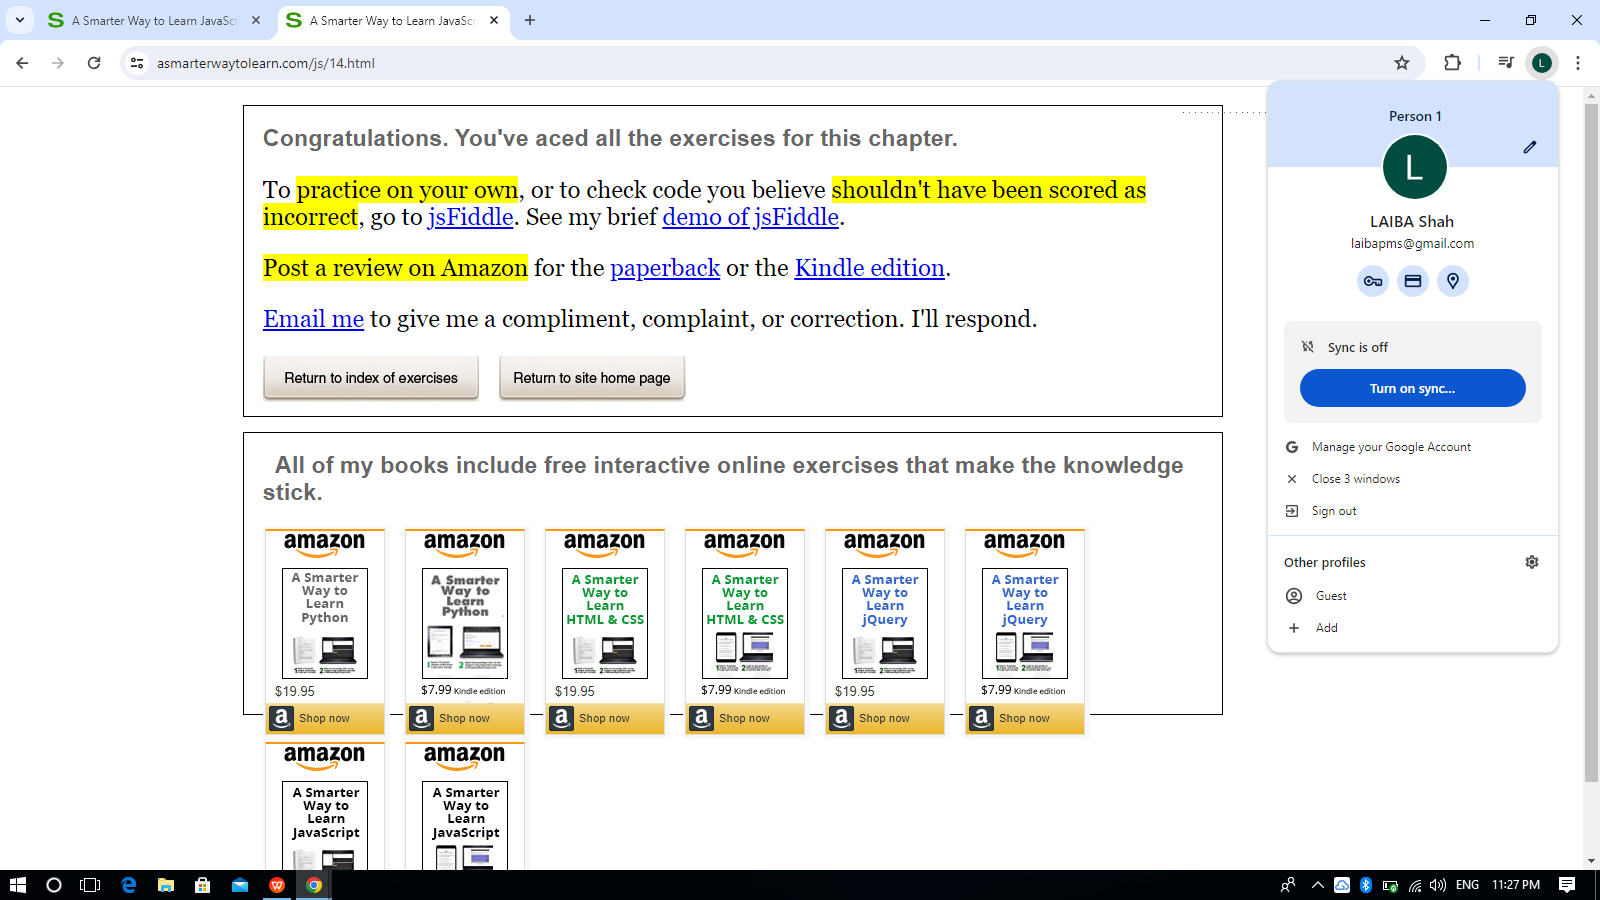 A Smarter Way to Learn JavaSc
A Smarter Way to Learn JavaSc
asmarterwaytolearn.com/js/14.html
L
Congratulations. You've aced all the exercises for this chapter.
To practice on your own, or to check code you believe shouldn't have been scored as
incorrect, go to jsFiddle. See my brief demo of jsFiddle.
Post a review on Amazon for the paperback or the Kindle edition.
Email me to give me a compliment, complaint, or correction. I'll respond.
Return to index of exercises
Return to site home page
All of my books include free interactive online exercises that make the knowledge
stick.
amazon
A Smarter
Way to
Learn
Python
$19.95
Shop now
amazon
A Smarter
Way to
Learn
Python
$7.99 Kindle edition
Shop now
amazon
A Smarter
Way to
Learn
HTML & CSS
$19.95
Shop now
amazon
A Smarter
Way to
Learn
HTML & CSS
$7.99 Kindle edition
Shop now
amazon
A Smarter
Way to
Learn
jQuery
$19.95
Shop now
amazon
A Smarter
Way to
Learn
jQuery
$7.99 Kindle edition
Shop now
amazon
A Smarter
Way to
Learn
JavaScript
amazon
A Smarter
Way to
Learn
JavaScript
Person 1
L
LAIBA Shah
laibapms@gmail.com
Sync is off
Turn on sync...
Manage your Google Account
Close 3 windows
Sign out
Other profiles
Guest
Add
ENG
11:27 PM